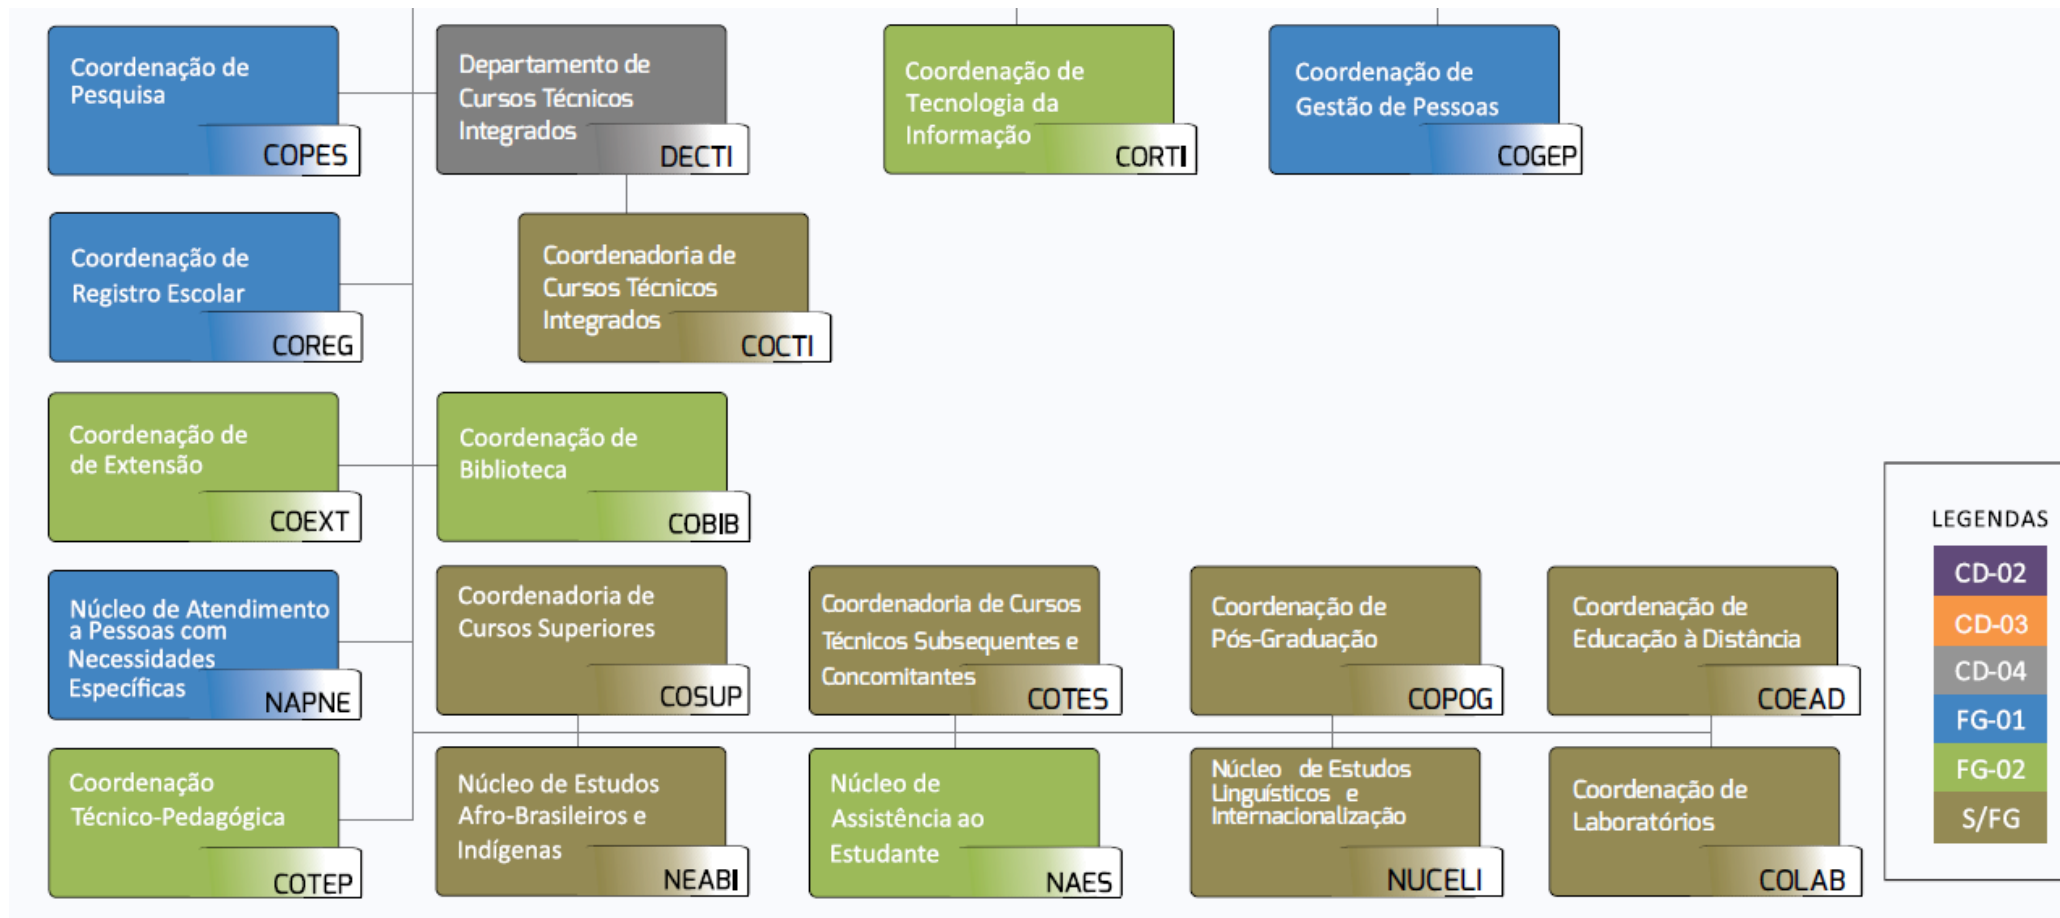 Coordenação de
Pesquisa
COPES
Departamento de
Cursos Técnicos
Integrados
DECTI
Coordenação de
Tecnologia da
Informação
CORTI
Coordenação de
Gestão de Pessoas
COGEP
Coordenação de
Registro Escolar
COREG
Coordenadoria de
Cursos Técnicos
Integrados
COCTI
Coordenação de
de Extensão
COEXT
Coordenação de
Biblioteca
COBIB
Núcleo de Atendimento
a Pessoas com
Necessidades
Específicas
NAPNE
Coordenadoria de
Cursos Superiores
COSUP
Coordenadoria de Cursos
Técnicos Subsequentes e
Concomitantes
COTES
Coordenação de
Pós-Graduação
COPOG
Coordenação de
Educação à Distância
COEAD
Coordenação
Técnico-Pedagógica
COTEP
Núcleo de Estudos
Afro-Brasileiros e
Indígenas
NEABI
Núcleo de
Assistência ao
Estudante
NAES
Núcleo de Estudos
Linguísticos e
Internacionalização
NUCELI
Coordenação de
Laboratórios
COLAB
LEGENDAS
CD-02
CD-03
CD-04
FG-01
FG-02
S/FG